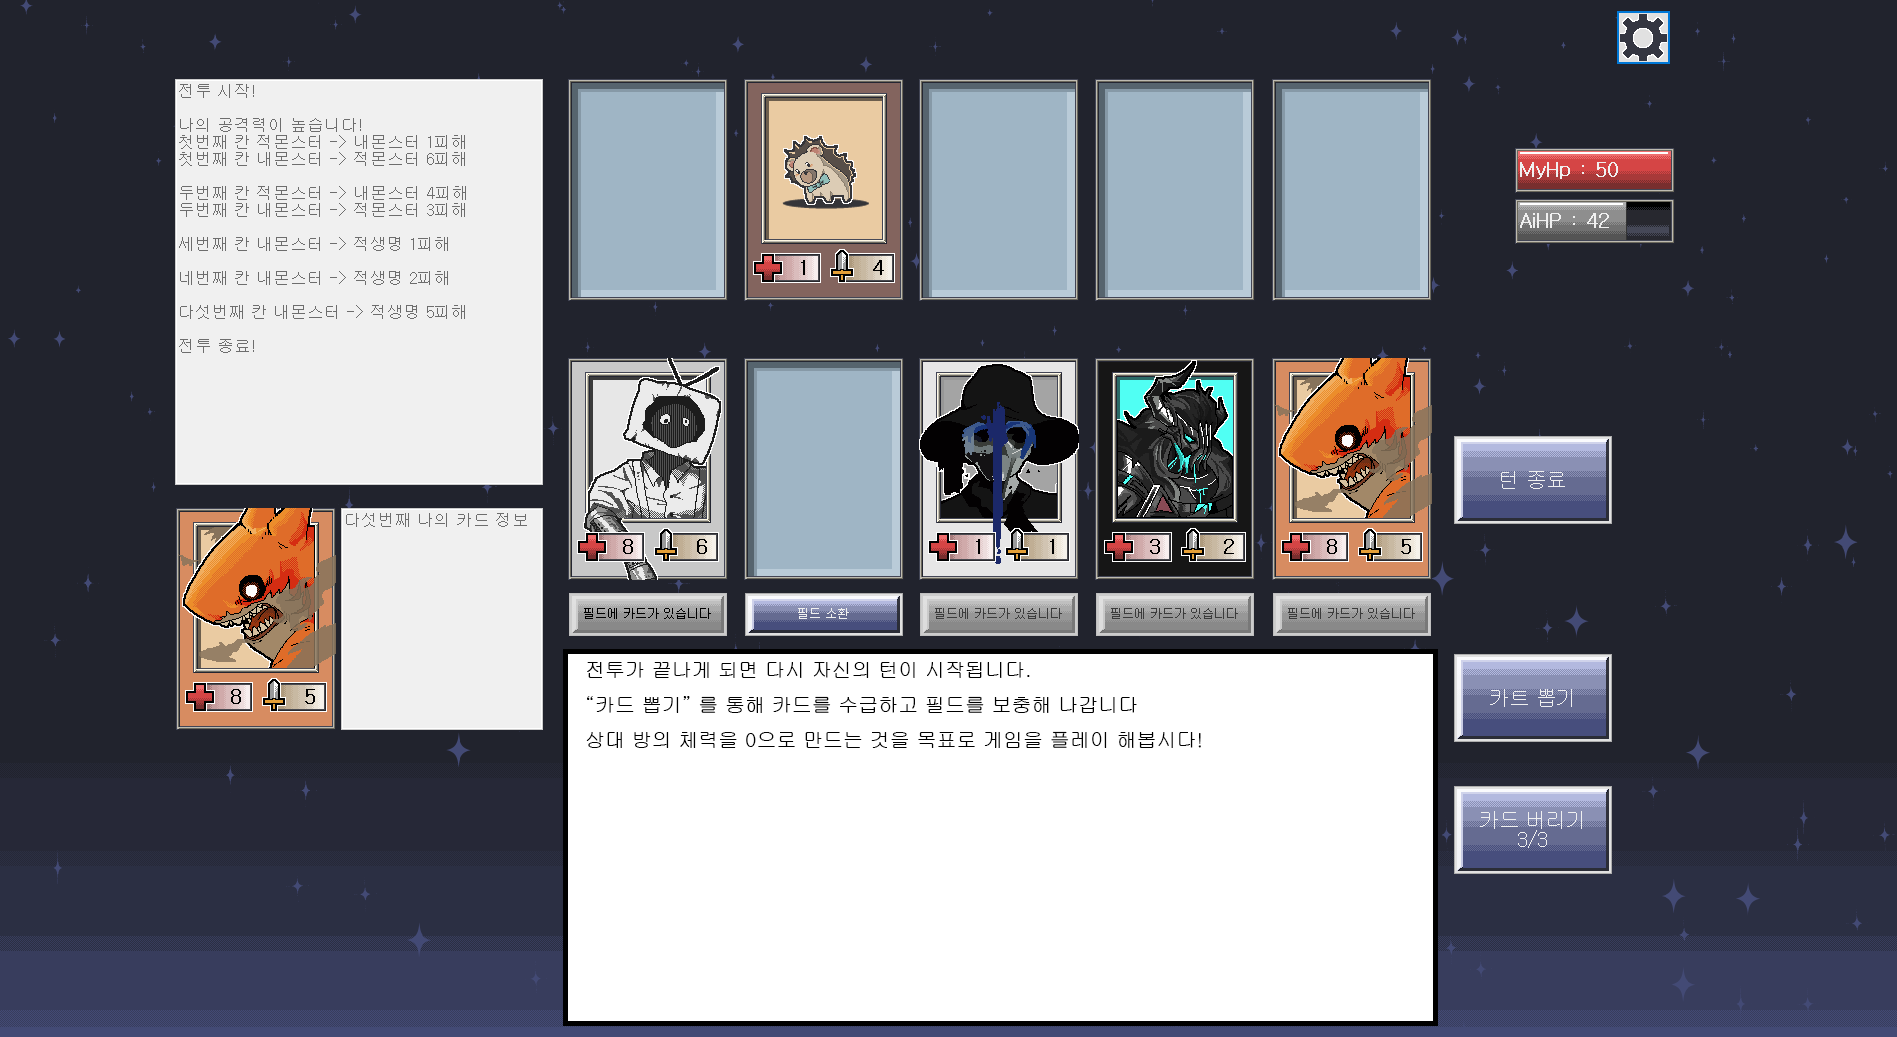 전투 시작!
나의 공격력이 높습니다!
첫번째 칸 적몬스터 -> 내몬스터 1피해
첫번째 칸 내몬스터 -> 적몬스터 6피해
두번째 칸 적몬스터 -> 내몬스터 4피해
두번째 칸 내몬스터 -> 적몬스터 3피해
세번째 칸 내몬스터 -> 적생명 1피해
네번째 칸 내몬스터 -> 적생명 2피해
다섯번째 칸 내몬스터 -> 적생명 5피해
전투 종료!
1 4
MyHp : 50
AiHP : 42
8 6
1 1
3 2
8 5
턴 종료
다섯번째 나의 카드 정보
8 5
필드에 카드가 있습니다
필드 소환
필드에 카드가 있습니다
필드에 카드가 있습니다
필드에 카드가 있습니다
전투가 끝나게 되면 다시 자신의 턴이 시작됩니다.
“카드 뽑기” 를 통해 카드를 수급하고 필드를 보충해 나갑니다
상대 방의 체력을 0으로 만드는 것을 목표로 게임을 플레이 해봅시다!
카트 뽑기
카드 버리기
3/3